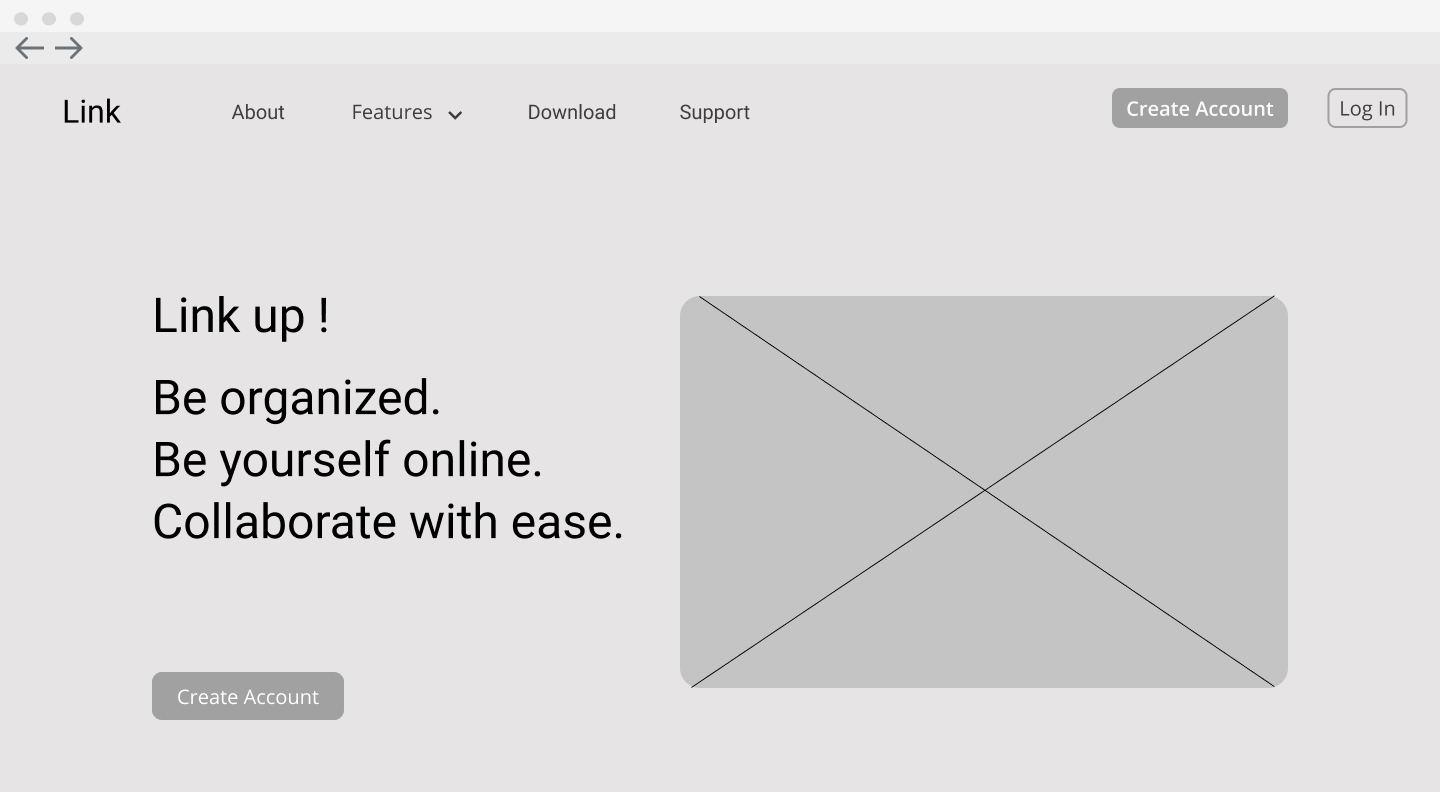 Link About Features Download Support Create Account Log In
Link up !
Be organized.
Be yourself online.
Collaborate with ease.
Create Account